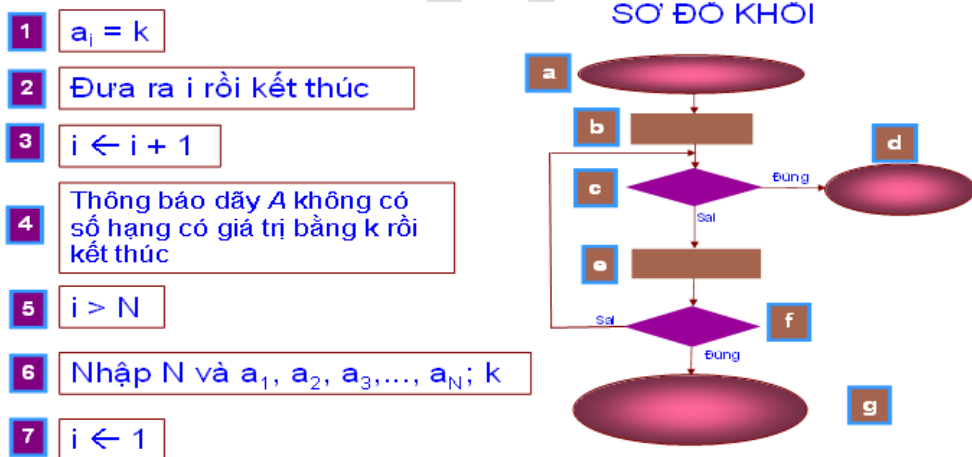 1
aᵢ = k
2
Đưa ra i rồi kết thúc
3
i ← i + 1
4
Thông báo dãy A không có
số hạng có giá trị bằng k rồi
kết thúc
5
i > N
6
Nhập N và a₁, a₂, a₃,..., a_N; k
7
i ← 1
SƠ ĐỒ KHỐI
a
b
c
Đúng
d
Sai
e
Sai
f
Đúng
g